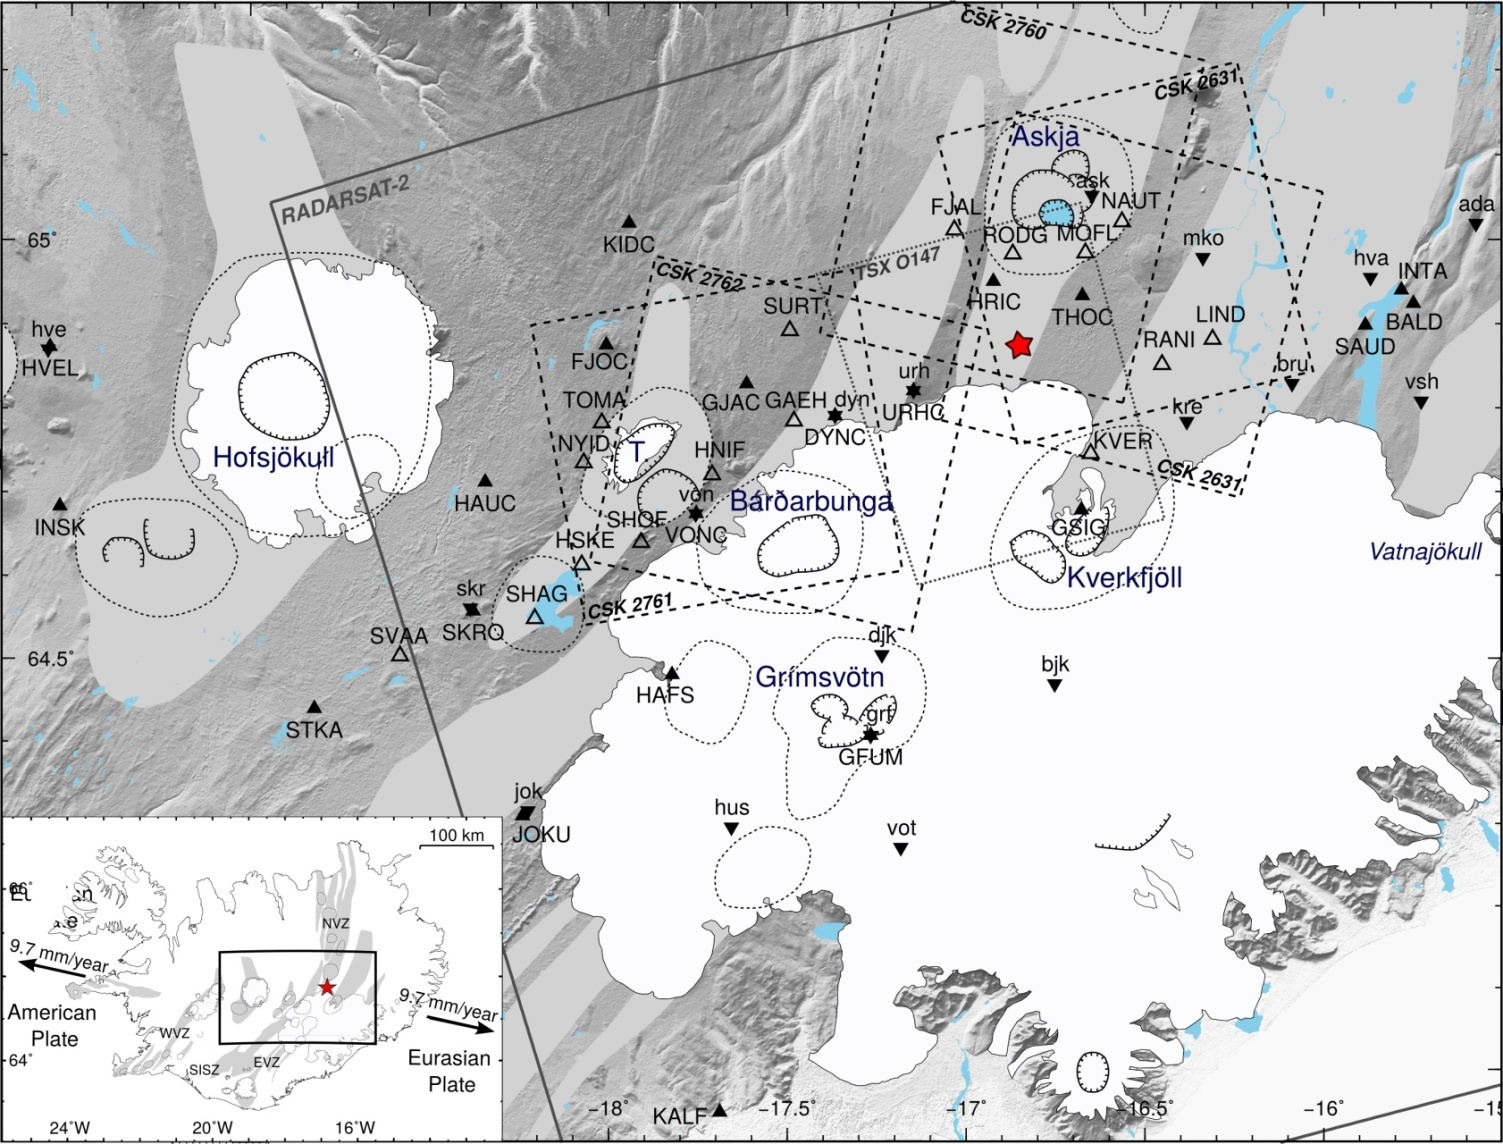 CSK 2760
CSK 2631
Askja
RADARSAT-2
ask
NAUT
ada
FJAL
KIDC
RODG
MOFL
mko
65°
TSX O147
hva
INTA
CSK 2762
HRIC
SURT
THOC
LIND
BALD
hve
RANI
SAUD
HVEL
FJOC
urh
bru
vsh
TOMA
GJAC
GAEH
dyn
URHC
kre
DYNC
NYID
T.
HNIF
KVER
Hofsjökull
CSK 2631
HAUC
von
Bárðarbunga
INSK
SHOF
VONC
GSIG
HSKE
Vatnajökull
Kverkfjöll
skr
SHAG
CSK 2761
SKRO
SVAA
djk
64.5°
bjk
Grímsvötn
HAFS
grf
STKA
GFUM
jok
hus
vot
JOKU
100 km
66°
NVZ
9.7 mm/year
9.7 mm/year
American
Plate
WVZ
SISZ
EVZ
64°
Eurasian
Plate
KALF
−18°
−17.5°
−17°
−16.5°
−16°
−15
24°W
20°W
16°W